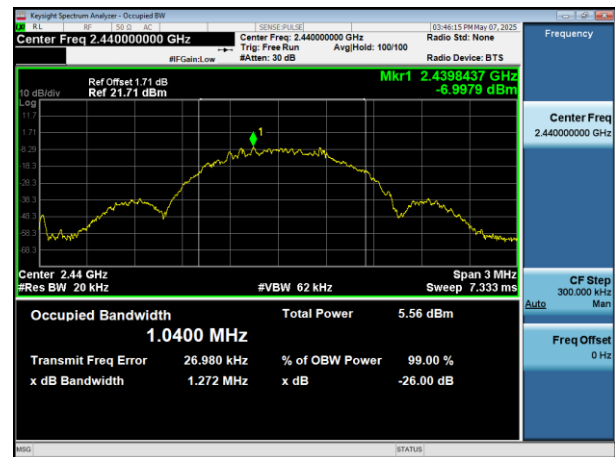 Keysight Spectrum Analyzer - Occupied BW
RL RF 50 Ω AC SENSE:PULSE 03:46:15 PM May 07, 2025
Center Freq 2.440000000 GHz Center Freq: 2.440000000 GHz Radio Std: None
Trig: Free Run Avg|Hold: 100/100
#IFGain:Low #Atten: 30 dB Radio Device: BTS
Frequency
Ref Offset 1.71 dB Mkr1 2.4398437 GHz
10 dB/div Ref 21.71 dBm -6.9979 dBm
Log
11.7
1.71
-8.29
-18.3
-28.3
-38.3
-48.3
-58.3
-68.3
1
Center 2.44 GHz Span 3 MHz
#Res BW 20 kHz #VBW 62 kHz Sweep 7.333 ms
Occupied Bandwidth Total Power 5.56 dBm
1.0400 MHz
Transmit Freq Error 26.980 kHz % of OBW Power 99.00 %
x dB Bandwidth 1.272 MHz x dB -26.00 dB
Center Freq
2.440000000 GHz
CF Step
300.000 kHz
Auto Man
Freq Offset
0 Hz
MSG STATUS